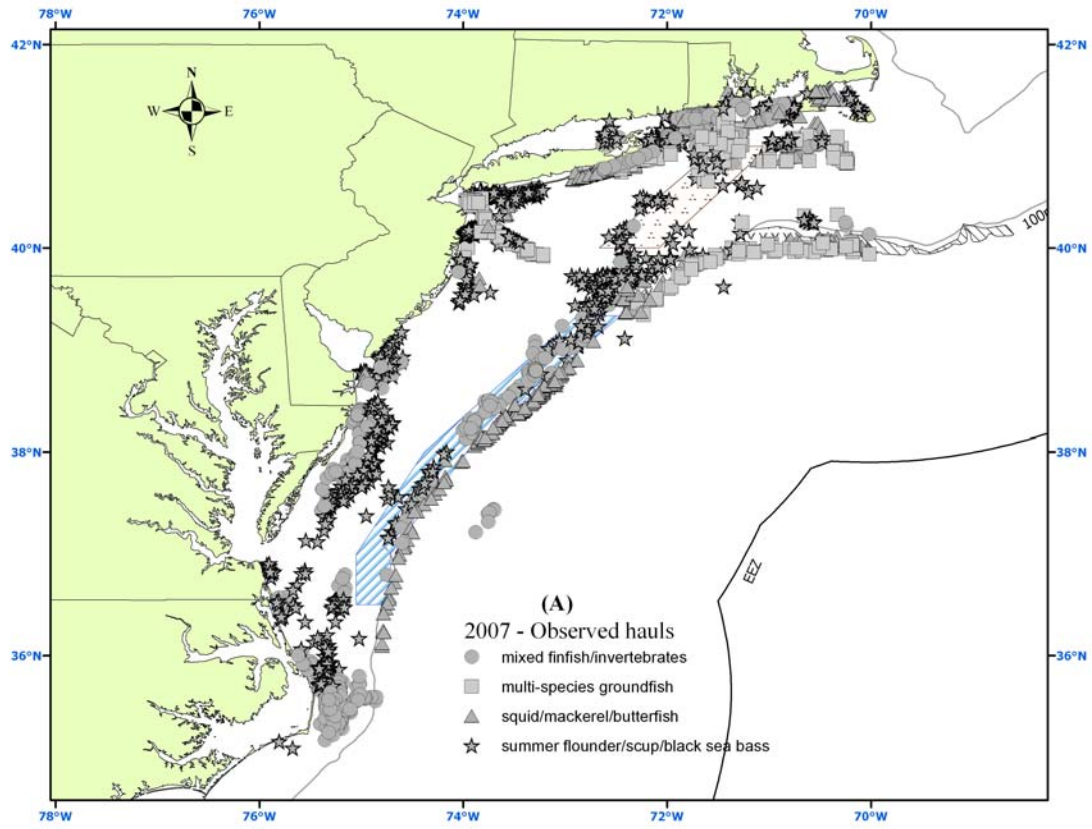 78°W 76°W 74°W 72°W 70°W
42°N 42°N
N
W E
S
40°N 40°N
38°N 38°N
EEZ
(A)
2007 - Observed hauls
36°N 36°N
mixed finfish/invertebrates
multi-species groundfish
squid/mackerel/butterfish
summer flounder/scup/black sea bass
78°W 76°W 74°W 72°W 70°W